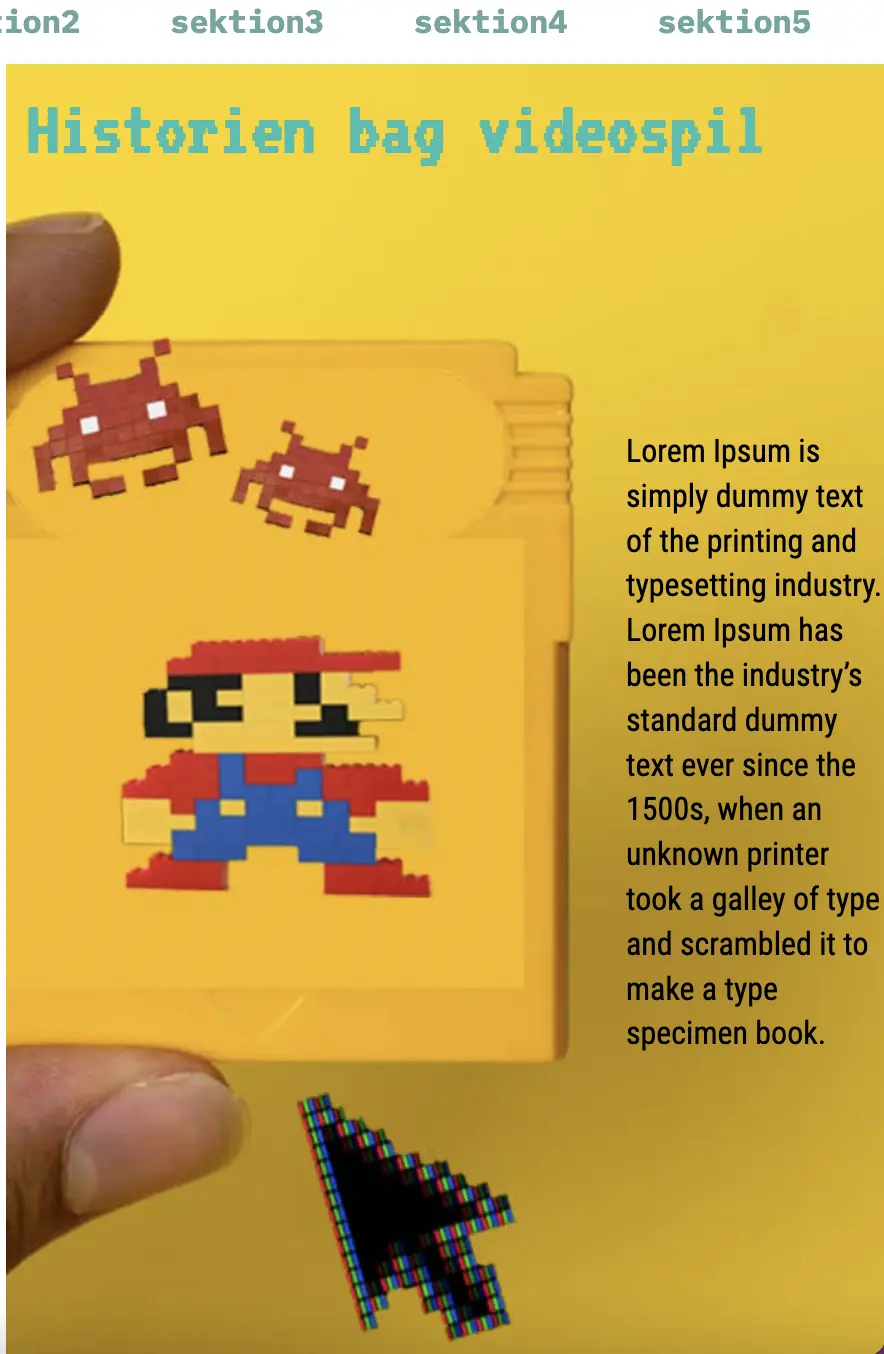 tion2 sektion3 sektion4 sektion5
Historien bag videospil
Lorem Ipsum is
simply dummy text
of the printing and
typesetting industry.
Lorem Ipsum has
been the industry’s
standard dummy
text ever since the
1500s, when an
unknown printer
took a galley of type
and scrambled it to
make a type
specimen book.